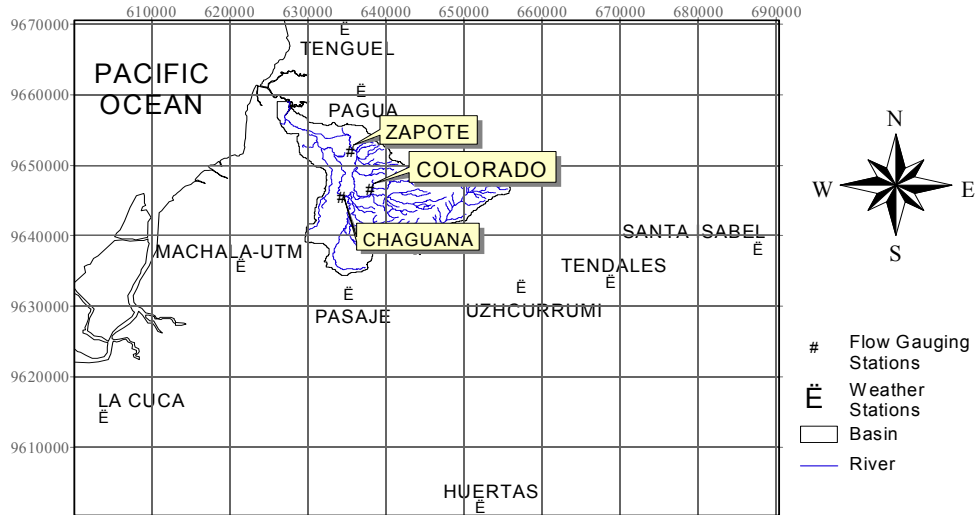 610000 620000 630000 640000 650000 660000 670000 680000 690000
9670000
TENGUEL
PACIFIC
OCEAN
9660000
Ë
Ë
PAGUA
ZAPOTE
#
N
9650000
COLORADO
#
#
W
E
9640000
CHAGUANA
SANTA SABEL
Ë
S
MACHALA-UTM
Ë
TENDALES
Ë
9630000
Ë
PASAJE
Ë
UZHCURRUMI
# Flow Gauging
Stations
9620000
Ë Weather
Stations
LA CUCA
Ë
Basin
9610000
River
HUERTAS
Ë